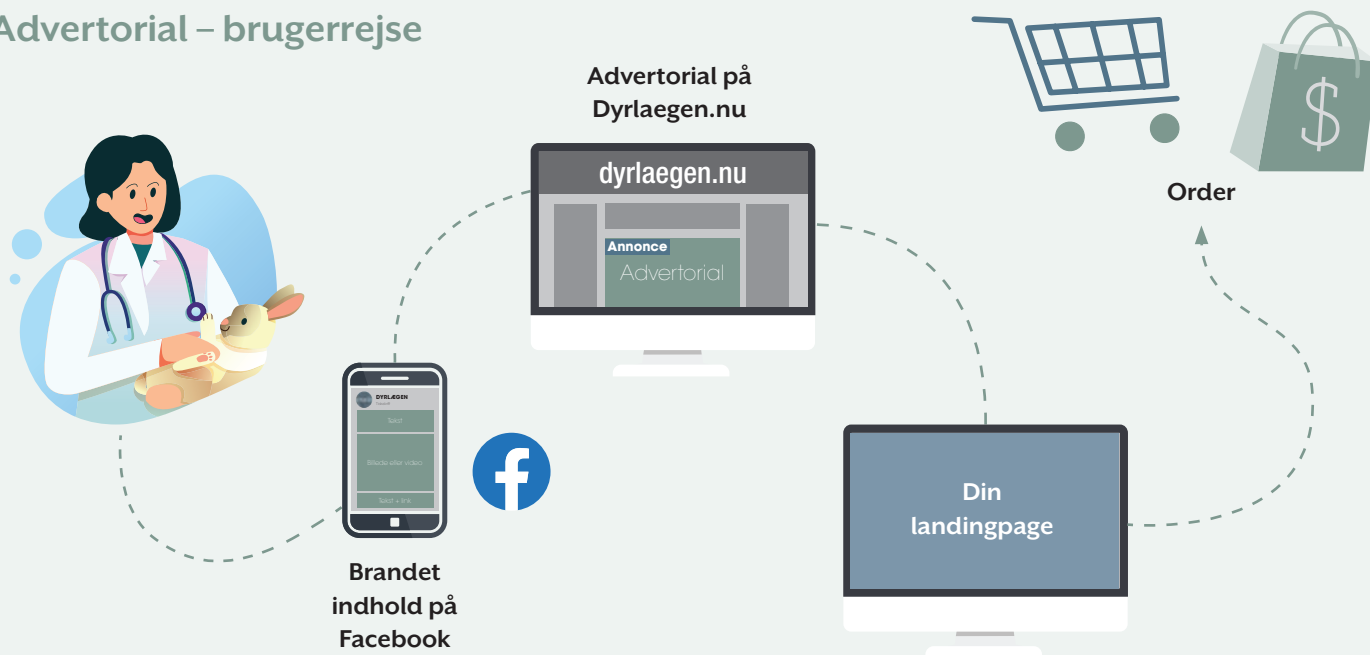 Advertorial – brugerrejse
Advertorial på
Dyrlaegen.nu
dyrlaegen.nu
Annonce
Advertorial
$
Order
DYRLÆGEN
Tekst
Billede eller video
Tekst + link
Brandet
indhold på
Facebook
Din
landingpage